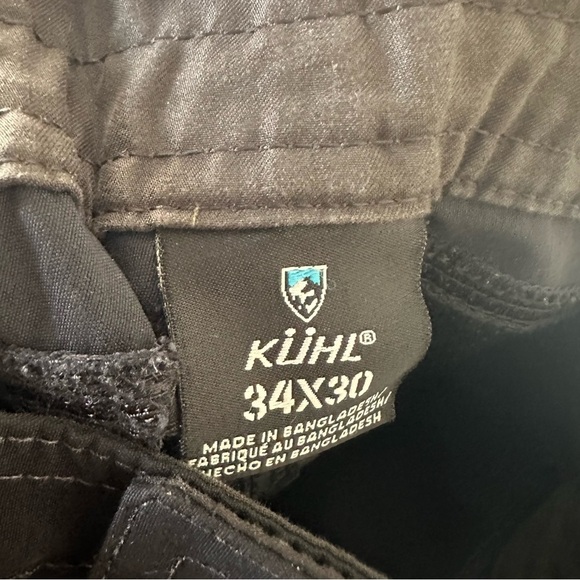 KÜHL®
34X30
MADE IN BANGLADESH/
FABRIQUÉ AU BANGLADESH/
HECHO EN BANGLADESH